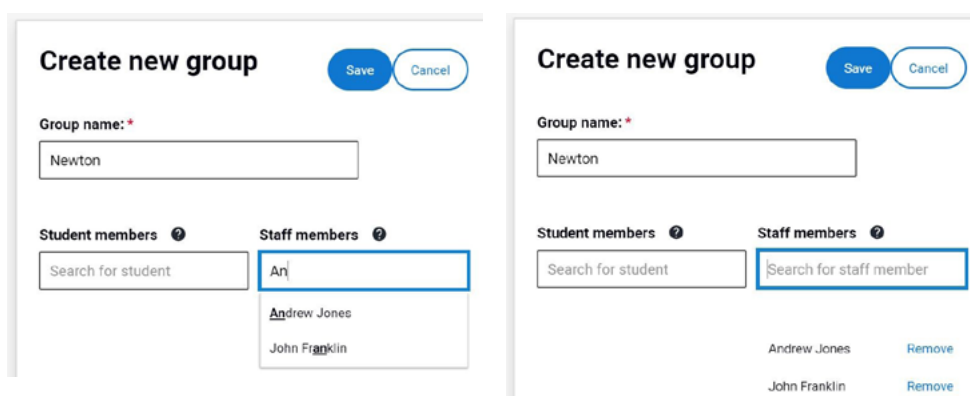 Create new group
Save
Cancel
Group name: *
Newton
Student members ?
Staff members ?
Search for student
An
Andrew Jones
John Franklin
Create new group
Save
Cancel
Group name: *
Newton
Student members ?
Staff members ?
Search for student
Search for staff member
Andrew Jones Remove
John Franklin Remove